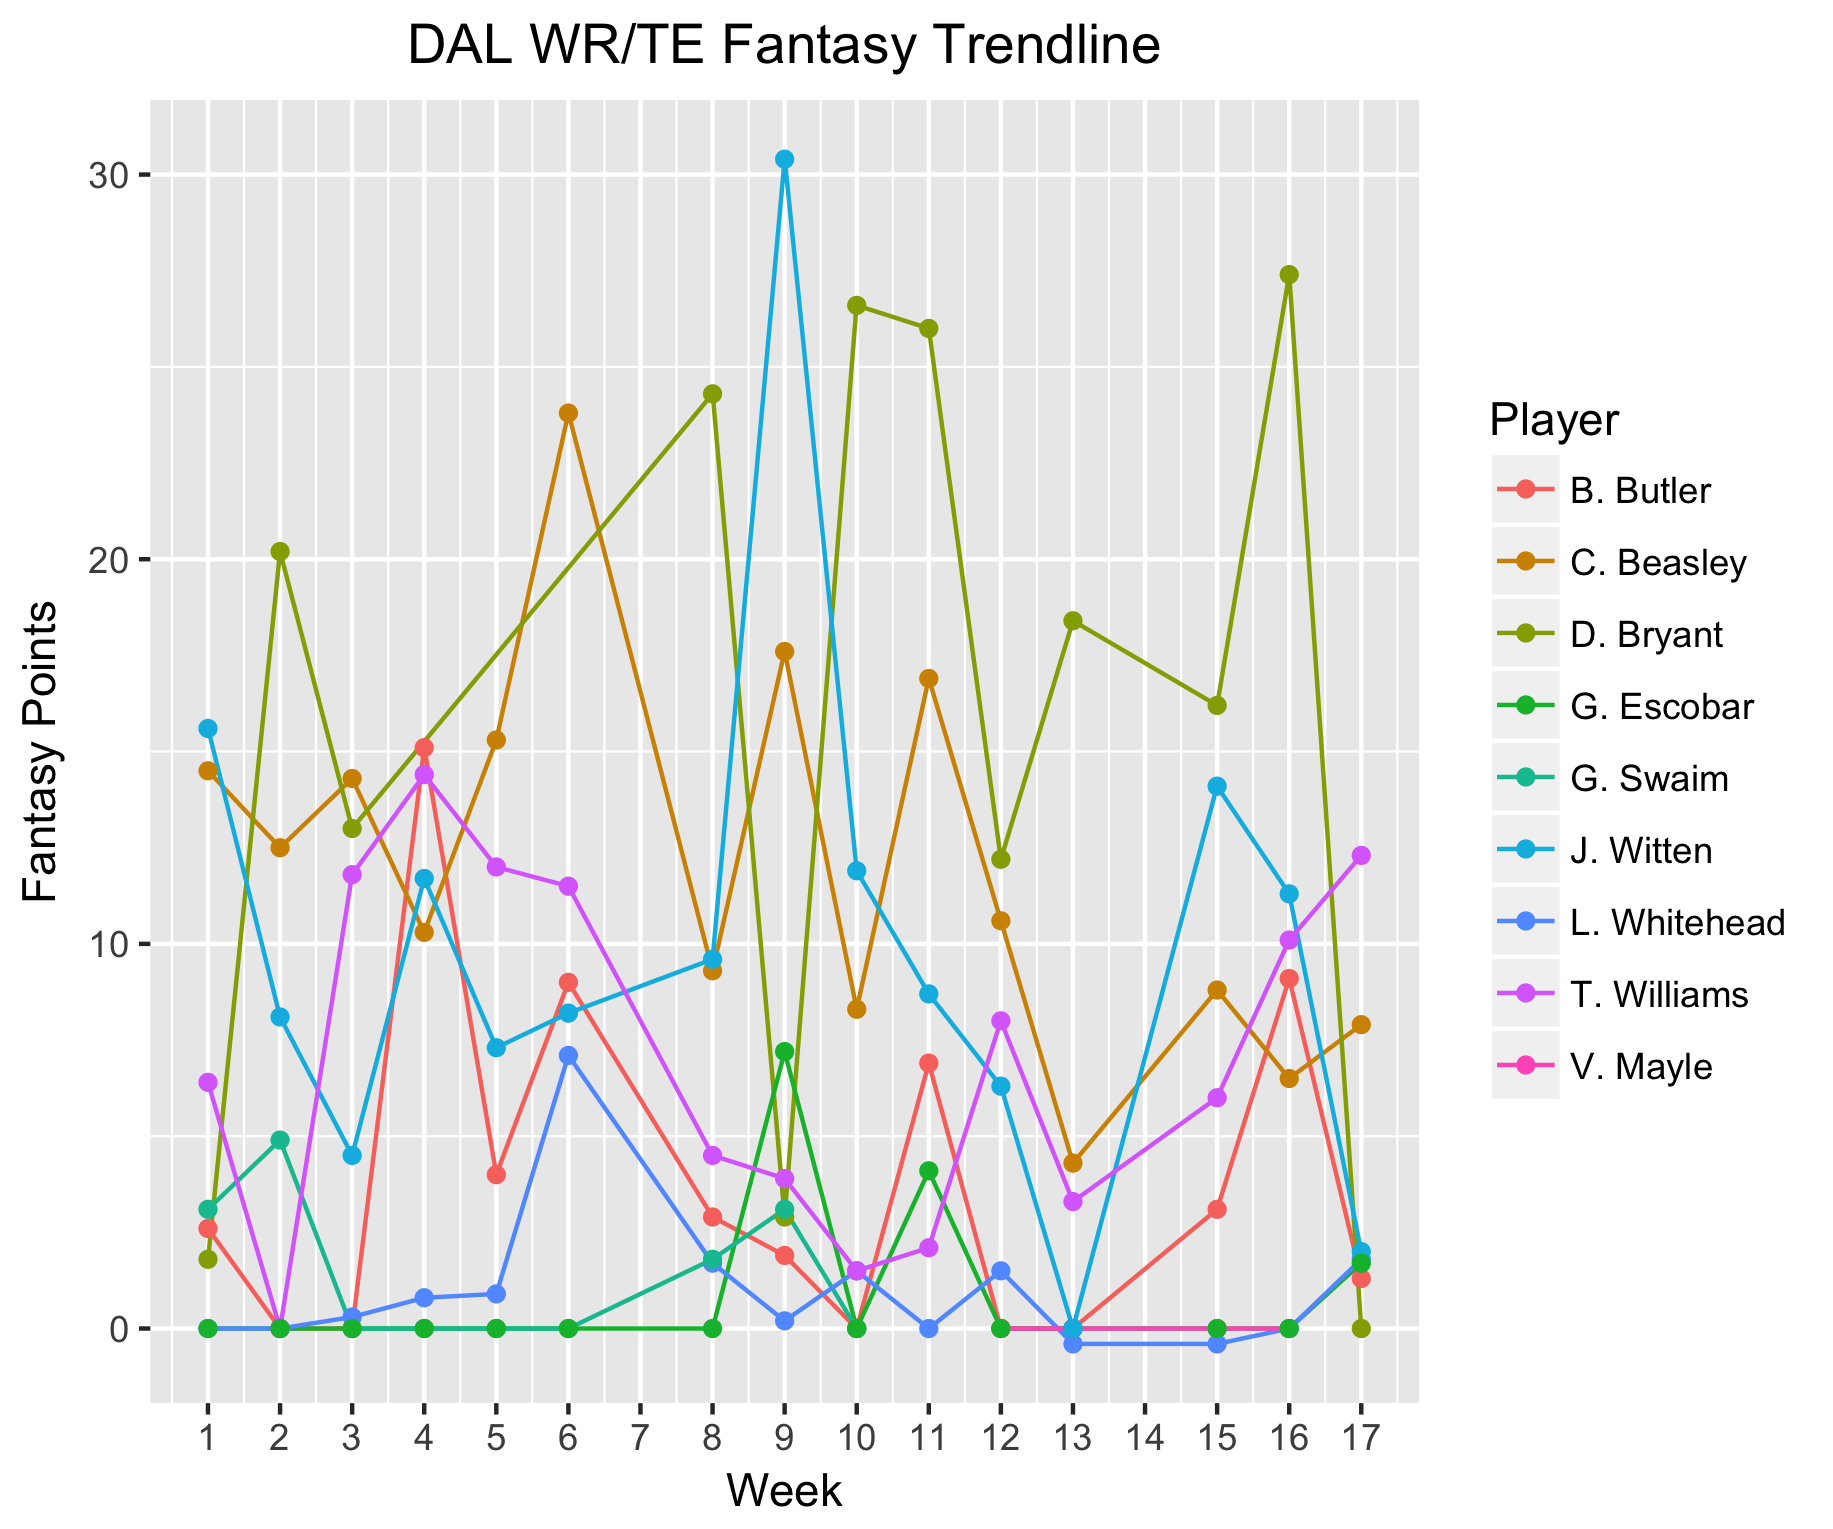 DAL WR/TE Fantasy Trendline
Fantasy Points
30
20
10
0
1 2 3 4 5 6 7 8 9 10 11 12 13 14 15 16 17
Week
Player
B. Butler
C. Beasley
D. Bryant
G. Escobar
G. Swaim
J. Witten
L. Whitehead
T. Williams
V. Mayle